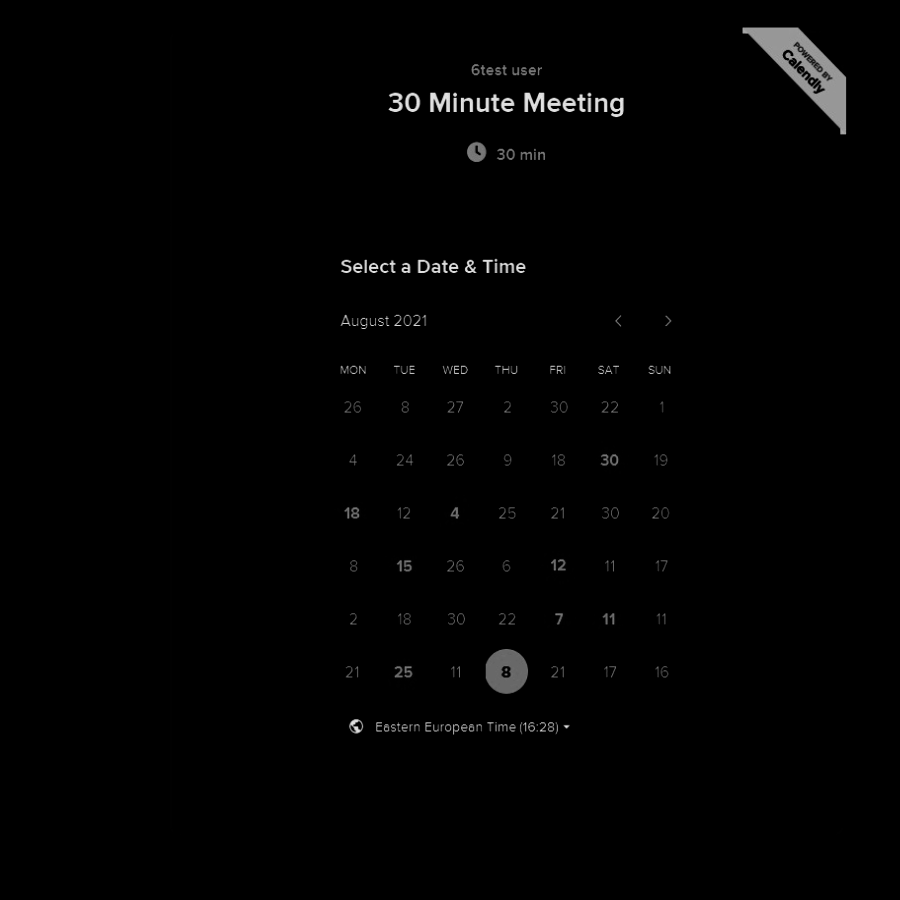 POWERED BY
Calendly
6test user
30 Minute Meeting
30 min
Select a Date & Time
August 2021
MON TUE WED THU FRI SAT SUN
26 8 27 2 30 22 1
4 24 26 9 18 30 19
18 12 4 25 21 30 20
8 15 26 6 12 11 17
2 18 30 22 7 11 11
21 25 11 8 21 17 16
Eastern European Time (16:28)